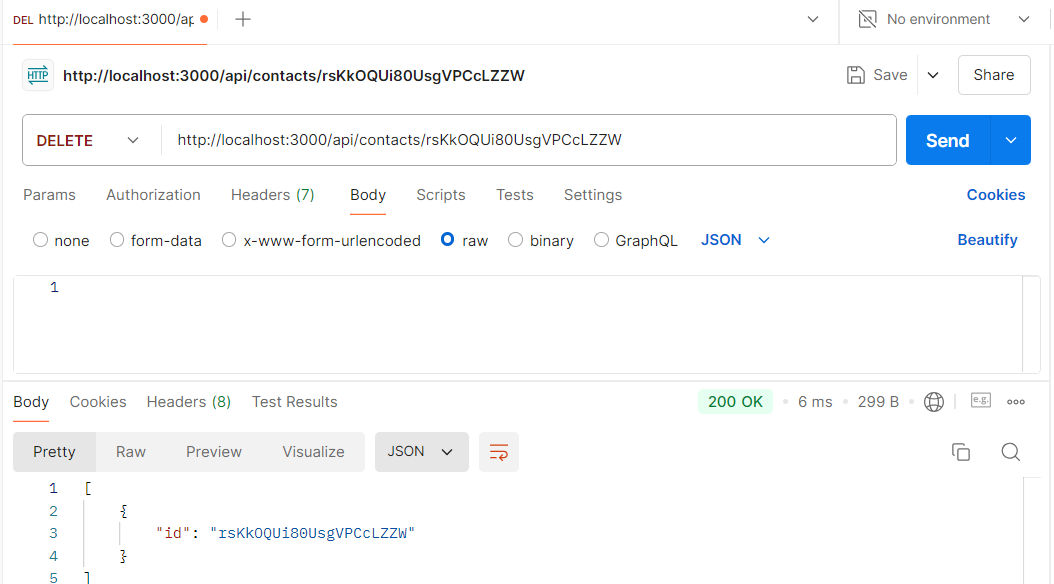 DEL http://localhost:3000/ap
No environment
HTTP http://localhost:3000/api/contacts/rsKkOQUi80UsgVPCcLZZW Save Share
DELETE http://localhost:3000/api/contacts/rsKkOQUi80UsgVPCcLZZW Send
Params Authorization Headers (7) Body Scripts Tests Settings Cookies
none form-data x-www-form-urlencoded raw binary GraphQL JSON Beautify
1
Body Cookies Headers (8) Test Results 200 OK 6 ms 299 B e.g.
Pretty Raw Preview Visualize JSON
1 [
2 {
3 "id": "rsKkOQUi80UsgVPCcLZZW"
4 }
5 ]